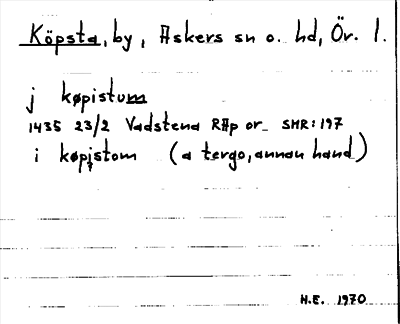 Köpsta, by, Askers sn o. hd, Ör. l.
j køpistum
1435 23/2 Vadstena RAp or_ SMR:197
i køpistom (a tergo, annan hand)
H.E. 1970